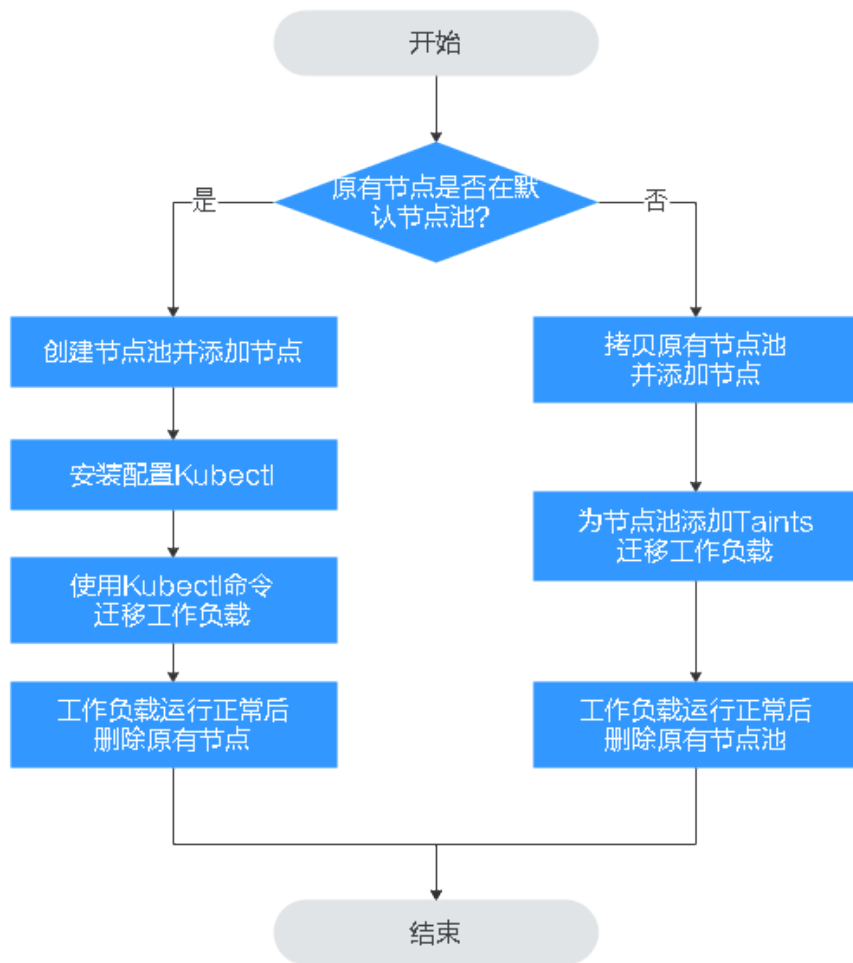 开始
原有节点是否在默
认节点池?
是
否
创建节点池并添加节点
安装配置Kubectl
使用Kubectl命令
迁移工作负载
工作负载运行正常后
删除原有节点
拷贝原有节点池
并添加节点
为节点池添加Taints
迁移工作负载
工作负载运行正常后
删除原有节点池
结束